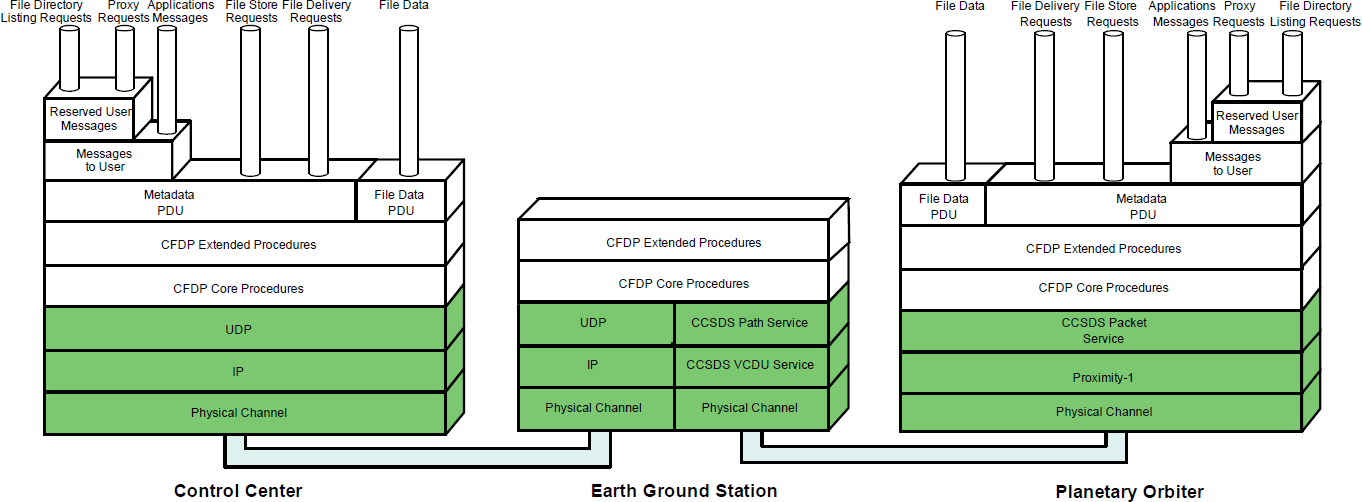 File Directory
Listing Requests
Proxy
Requests
Applications
Messages
File Store
Requests
File Delivery
Requests
File Data
Reserved User
Messages
Messages
to User
Metadata
PDU
File Data
PDU
CFDP Extended Procedures
CFDP Core Procedures
UDP
IP
Physical Channel
Control Center
CFDP Extended Procedures
CFDP Core Procedures
UDP
CCSDS Path Service
IP
CCSDS VCDU Service
Physical Channel
Physical Channel
Earth Ground Station
File Data
File Delivery
Requests
File Store
Requests
Applications
Messages
Proxy
Requests
File Directory
Listing Requests
Reserved User
Messages
Messages
to User
File Data
PDU
Metadata
PDU
CFDP Extended Procedures
CFDP Core Procedures
CCSDS Packet
Service
Proximity-1
Physical Channel
Planetary Orbiter